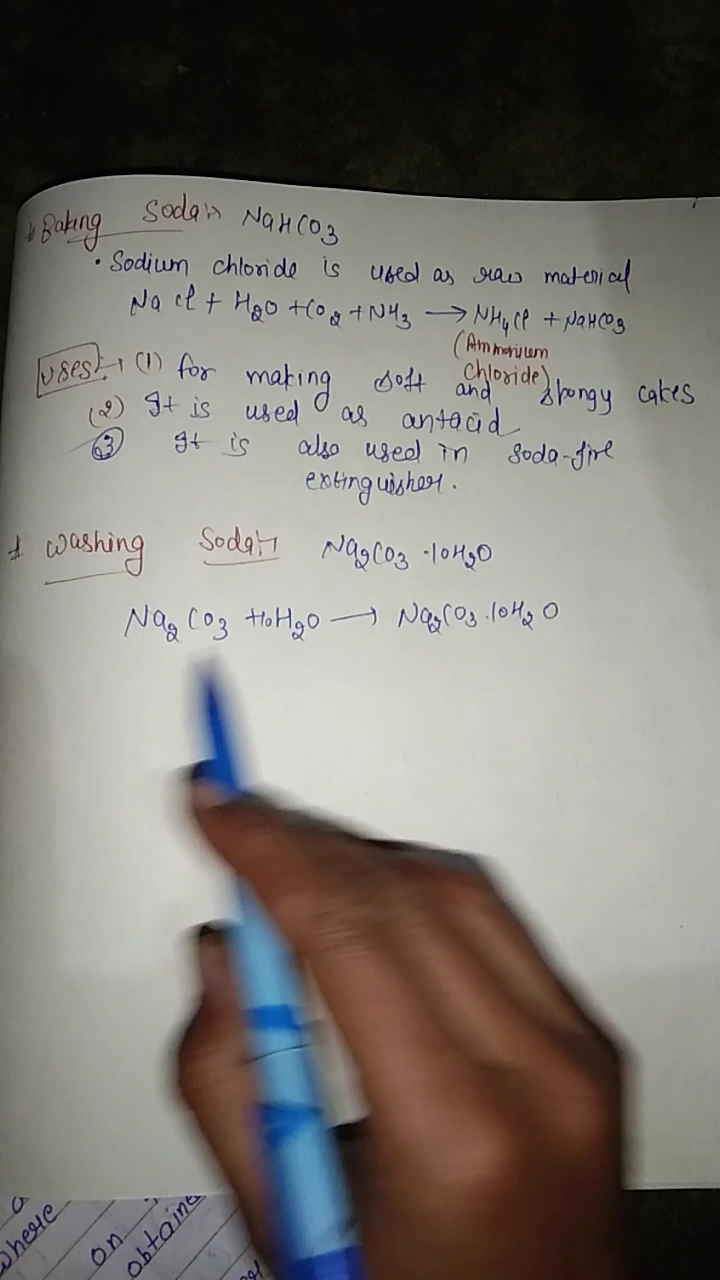 * Baking Soda:- NaHCO3
• Sodium chloride is used as raw material
NaCl + H2O + CO2 + NH3 → NH4Cl + NaHCO3
(Ammonium Chloride)
Uses:→ (1) for making soft and spongy cakes
(2) It is used as antacid
(3) It is also used in soda-fire
extinguisher.
* Washing Soda:- Na2CO3 .10H2O
Na2CO3 +10H2O → Na2CO3.10H2O
where
on
obtaine